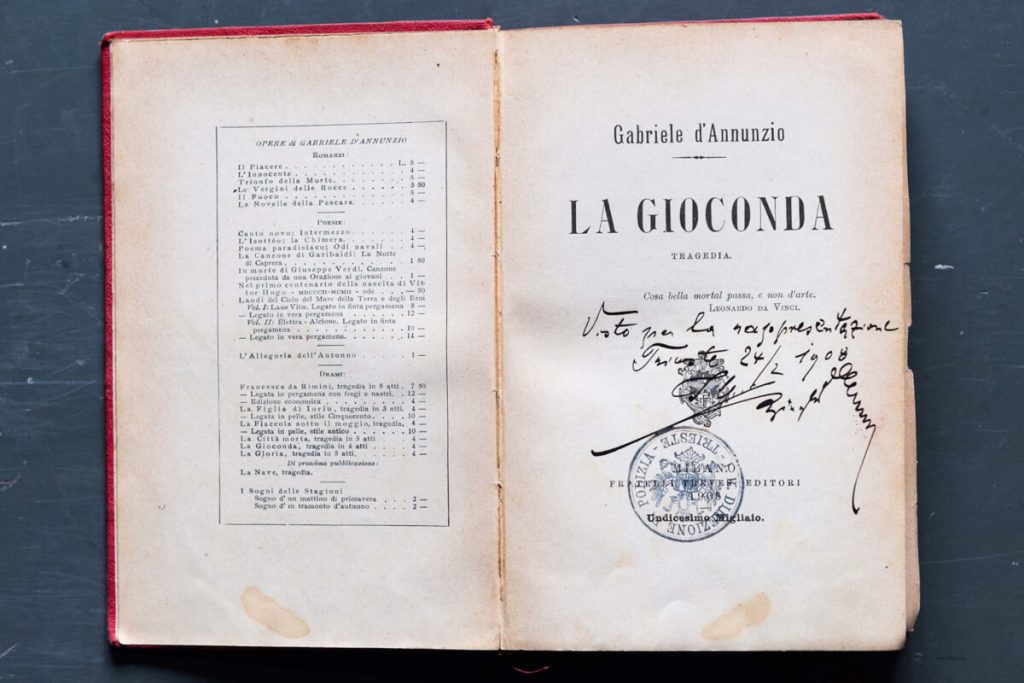 OPERE di GABRIELE D'ANNUNZIO
ROMANZI:
Il Piacere . . . . . . . . . . L. 5 —
L'Innocente . . . . . . . . . . 4 —
Trionfo della Morte. . . . . . . 5 —
Le Vergini delle Rocce . . . . . 3 50
Il Fuoco . . . . . . . . . . . 5 —
Le Novelle della Pescara. . . . . 4 —
POESIE:
Canto novo; Intermezzo. . . . . . 4 —
L'Isottèo; la Chimera. . . . . . 4 —
Poema paradisiaco; Odi navali . . 4 —
La Canzone di Garibaldi: La Notte
di Caprera . . . . . . . . . . 1 50
In morte di Giuseppe Verdi, Canzone
preceduta da una Orazione ai giovani . . 1 —
Nel primo centenario della nascita di Vit-
tor Hugo - MDCCCII-MCMII - ode . . . — 50
Laudi del Cielo del Mare della Terra e degli Eroi
Vol. I: Laus Vitæ. Legato in finta pergamena 8 —
— Legato in vera pergamena. . . . . 12 —
Vol. II: Elettra - Alcione. Legato in finta
pergamena . . . . . . . . . . 10 —
— Legato in vera pergamena. . . . . 14 —
L'Allegoria dell'Autunno . . . . . 1 —
DRAMI:
Francesca da Rimini, tragedia in 5 atti . 7 50
— Legata in pergamena con fregi e nastri. . 12 —
— Edizione economica . . . . . . 4 —
La Figlia di Iorio, tragedia in 3 atti. 4 —
— Legata in pelle, stile Cinquecento. . . 10 —
La Fiaccola sotto il moggio, tragedia. 4 —
— Legata in pelle, stile antico . . . . 10 —
La Città morta, tragedia in 5 atti . . 4 —
La Gioconda, tragedia in 4 atti . . . 4 —
La Gloria, tragedia in 5 atti. . . . . 4 —
Di prossima pubblicazione:
La Nave, tragedia.
I Sogni delle Stagioni
Sogno d'un mattino di primavera . . . . 2 —
Sogno d'un tramonto d'autunno . . . . 2 —
Gabriele d'Annunzio
LA GIOCONDA
TRAGEDIA.
Cosa bella mortal passa, e non d'arte.
LEONARDO DA VINCI.
Visto per la rappresentazione
Trieste 24/2 1908
MILANO
FRATELLI TREVES, EDITORI
1908
Undicesimo Migliaio.
DIREZIONE DI POLIZIA - TRIESTE -